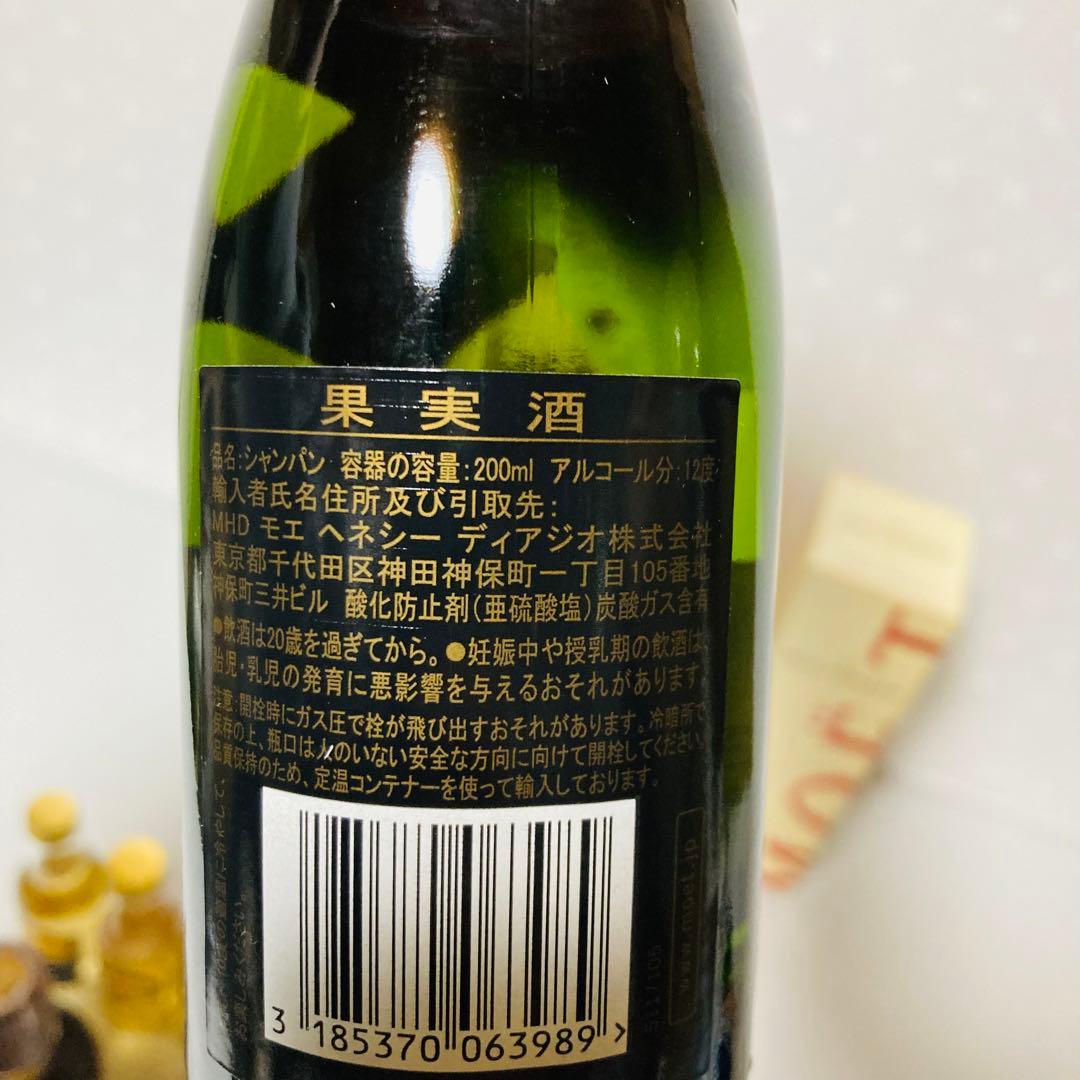 果実酒
品名:シャンパン 容器の容量:200ml アルコール分:12度
輸入者氏名住所及び引取先:
MHD モエ ヘネシー ディアジオ株式会社
東京都千代田区神田神保町一丁目105番地
神保町三井ビル 酸化防止剤(亜硫酸塩)炭酸ガス含有
●飲酒は20歳を過ぎてから。●妊娠中や授乳期の飲酒は、
胎児・乳児の発育に悪影響を与えるおそれがあります。
注意:開栓時にガス圧で栓が飛び出すおそれがあります。冷暗所で
保存の上、瓶口は人のいない安全な方向に向けて開栓してください。
品質保持のため、定温コンテナーを使って輸入しております。
3 185370 063989 >
www.moet.jp
5117105
MOËT